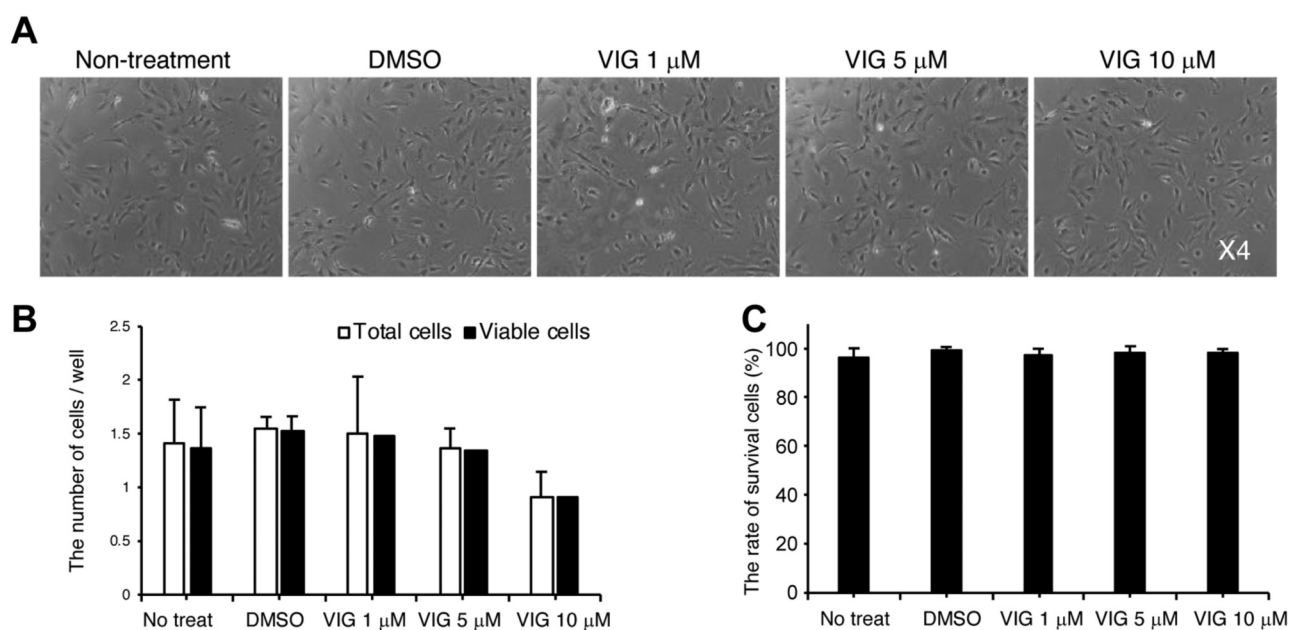 A
Non-treatment DMSO VIG 1 μM VIG 5 μM VIG 10 μM
X4
B
The number of cells / well
2.5
2
1.5
1
0.5
0
Total cells Viable cells
No treat DMSO VIG 1 μM VIG 5 μM VIG 10 μM
C
The rate of survival cells (%)
100
80
60
40
20
0
No treat DMSO VIG 1 μM VIG 5 μM VIG 10 μM